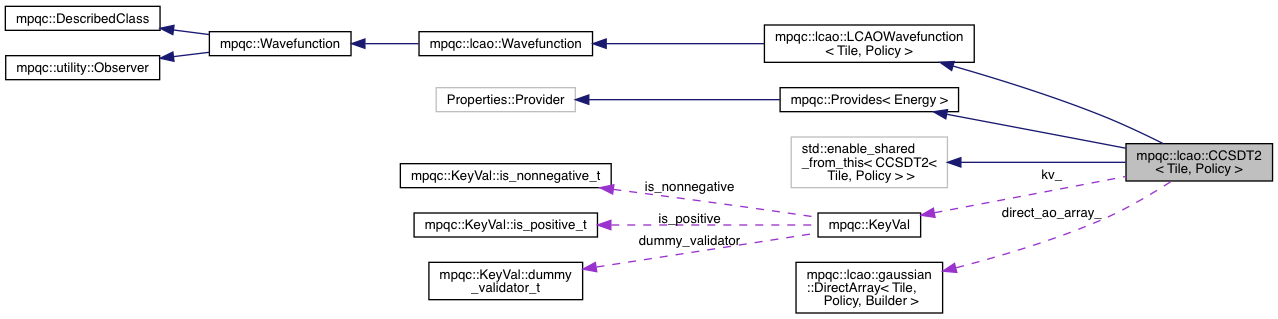 mpqc::DescribedClass
mpqc::utility::Observer
mpqc::Wavefunction
mpqc::lcao::Wavefunction
mpqc::lcao::LCAOWavefunction
< Tile, Policy >
Properties::Provider
mpqc::Provides< Energy >
std::enable_shared
_from_this< CCSDT2<
Tile, Policy > >
mpqc::lcao::CCSDT2
< Tile, Policy >
mpqc::KeyVal::is_nonnegative_t
is_nonnegative
kv_
mpqc::KeyVal::is_positive_t
is_positive
mpqc::KeyVal
direct_ao_array_
dummy_validator
mpqc::KeyVal::dummy
_validator_t
mpqc::lcao::gaussian
::DirectArray< Tile,
Policy, Builder >